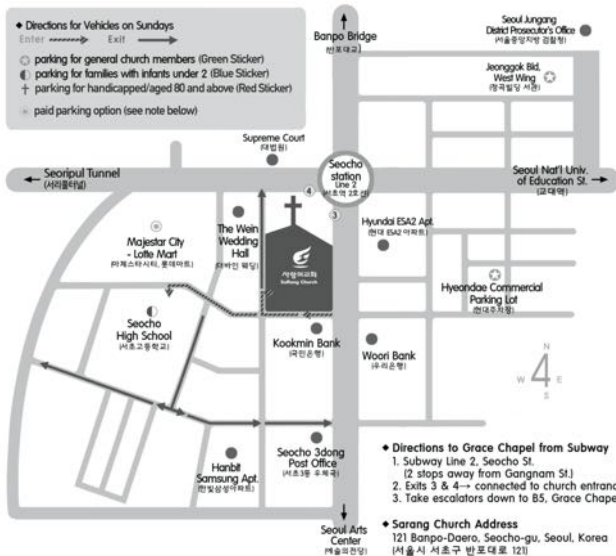 ◆ Directions for Vehicles on Sundays
Enter Exit
parking for general church members (Green Sticker)
parking for families with infants under 2 (Blue Sticker)
parking for handicapped/aged 80 and above (Red Sticker)
paid parking option (see note below)
Banpo Bridge
(반포대교)
Seoul Jungang
District Prosecutor's Office
(서울중앙지방 검찰청)
Jeonggok Bld,
West Wing
(정곡빌딩 서관)
Supreme Court
(대법원)
Seocho
station
Line 2
(서초역 2호선)
← Seoripul Tunnel
(서리풀터널)
Seoul Nat'l Univ.
of Education St. →
(교대역)
4
3
The Wein
Wedding
Hall
(더바인 웨딩)
Majestar City
- Lotte Mart
(마제스타시티, 롯데마트)
사랑의교회
SaRang Church
Hyundai ESA2 Apt.
(현대 ESA2 아파트)
Hyeondae Commercial
Parking Lot
(현대주차장)
Seocho
High School
(서초고등학교)
Kookmin Bank
(국민은행)
Woori Bank
(우리은행)
N
W E
S
Hanbit
Samsung Apt.
(한빛삼성아파트)
Seocho 3dong
Post Office
(서초3동 우체국)
Seoul Arts
Center
(예술의전당)
◆ Directions to Grace Chapel from Subway
1. Subway Line 2, Seocho St.
(2 stops away from Gangnam St.)
2. Exits 3 & 4→ connected to church entranc
3. Take escalators down to B5, Grace Chape
◆ Sarang Church Address
121 Banpo-Daero, Seocho-gu, Seoul, Korea
(서울시 서초구 반포대로 121)